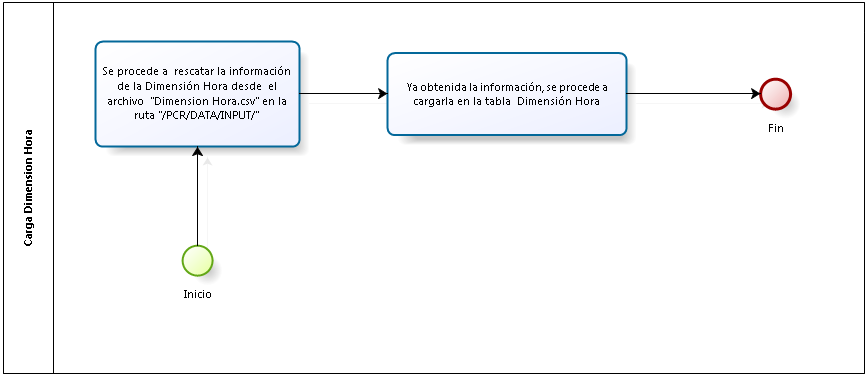 Carga Dimension Hora
Se procede a rescatar la información
de la Dimensión Hora desde el
archivo "Dimension Hora.csv" en la
ruta "/PCR/DATA/INPUT/"
Ya obtenida la información, se procede a
cargarla en la tabla Dimensión Hora
Fin
Inicio